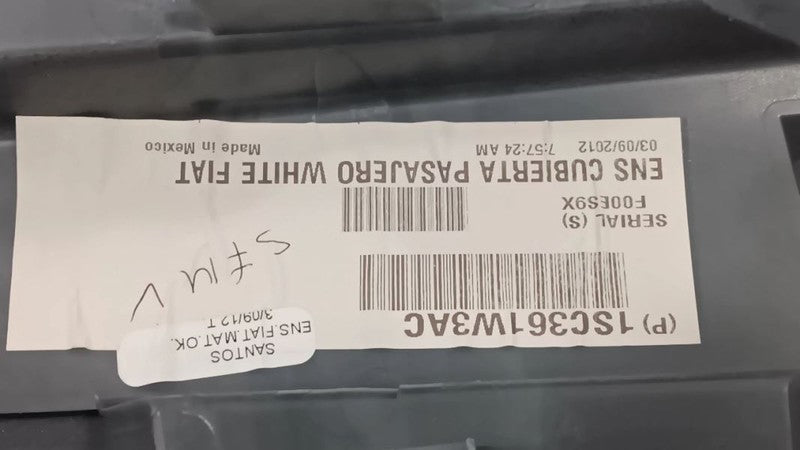 (P) 1SC361W3AC
SERIAL (S)
F00ES9X
ENS CUBIERTA PASAJERO WHITE FIAT
03/09/2012 7:57:24 AM Made in Mexico
SANTOS
ENS.FIAT.MAT.OK.
3/09/12 T